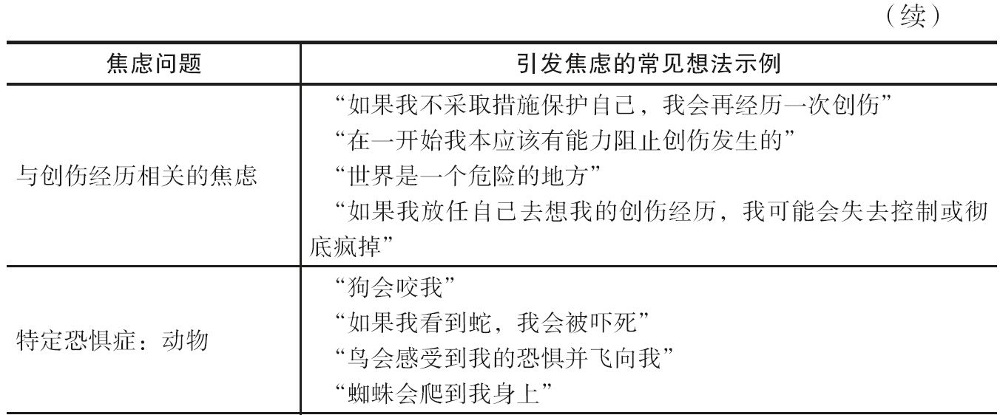 （续）
焦虑问题 引发焦虑的常见想法示例
“如果我不采取措施保护自己，我会再经历一次创伤”
“在一开始我本应该有能力阻止创伤发生的”
与创伤经历相关的焦虑 “世界是一个危险的地方”
“如果我放任自己去想我的创伤经历，我可能会失去控制或彻
底疯掉”
“狗会咬我”
“如果我看到蛇，我会被吓死”
特定恐惧症：动物
“鸟会感受到我的恐惧并飞向我”
“蜘蛛会爬到我身上”